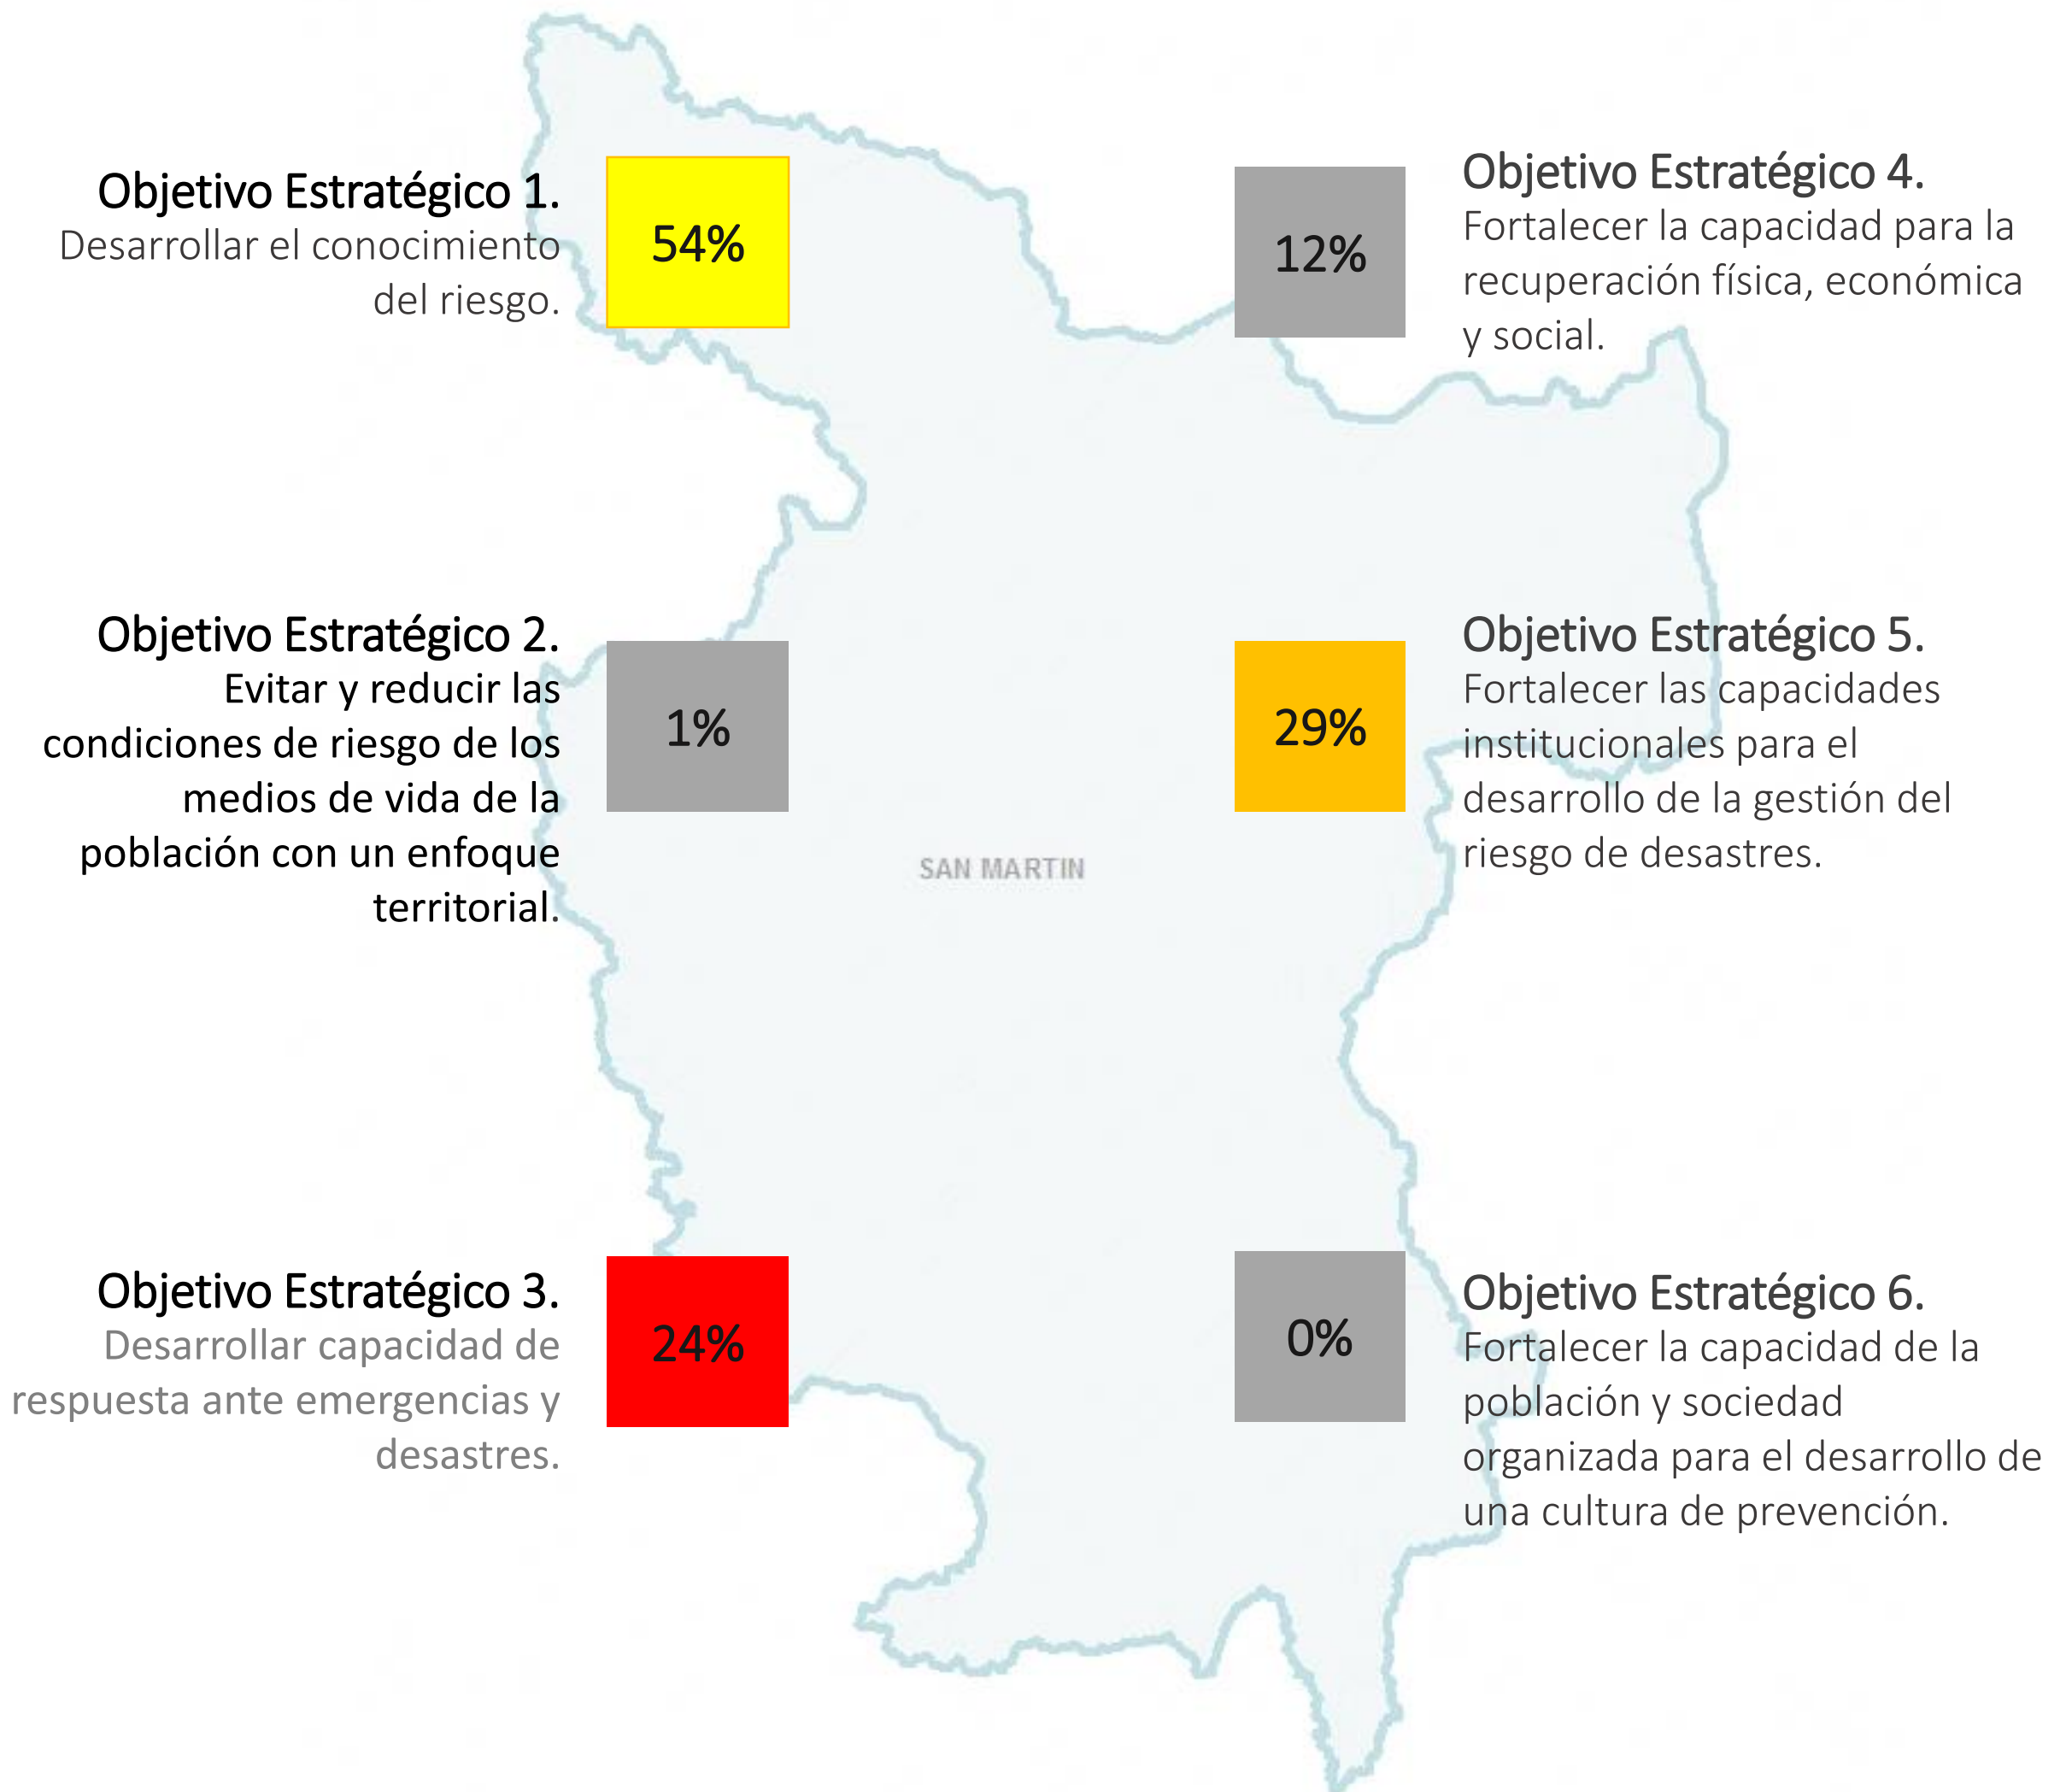 Objetivo Estratégico 1.
Desarrollar el conocimiento
del riesgo.
54%
Objetivo Estratégico 2.
Evitar y reducir las
condiciones de riesgo de los
medios de vida de la
población con un enfoque
territorial.
1%
Objetivo Estratégico 3.
Desarrollar capacidad de
respuesta ante emergencias y
desastres.
24%
SAN MARTIN
12%
Objetivo Estratégico 4.
Fortalecer la capacidad para la
recuperación física, económica
y social.
29%
Objetivo Estratégico 5.
Fortalecer las capacidades
institucionales para el
desarrollo de la gestión del
riesgo de desastres.
0%
Objetivo Estratégico 6.
Fortalecer la capacidad de la
población y sociedad
organizada para el desarrollo de
una cultura de prevención.